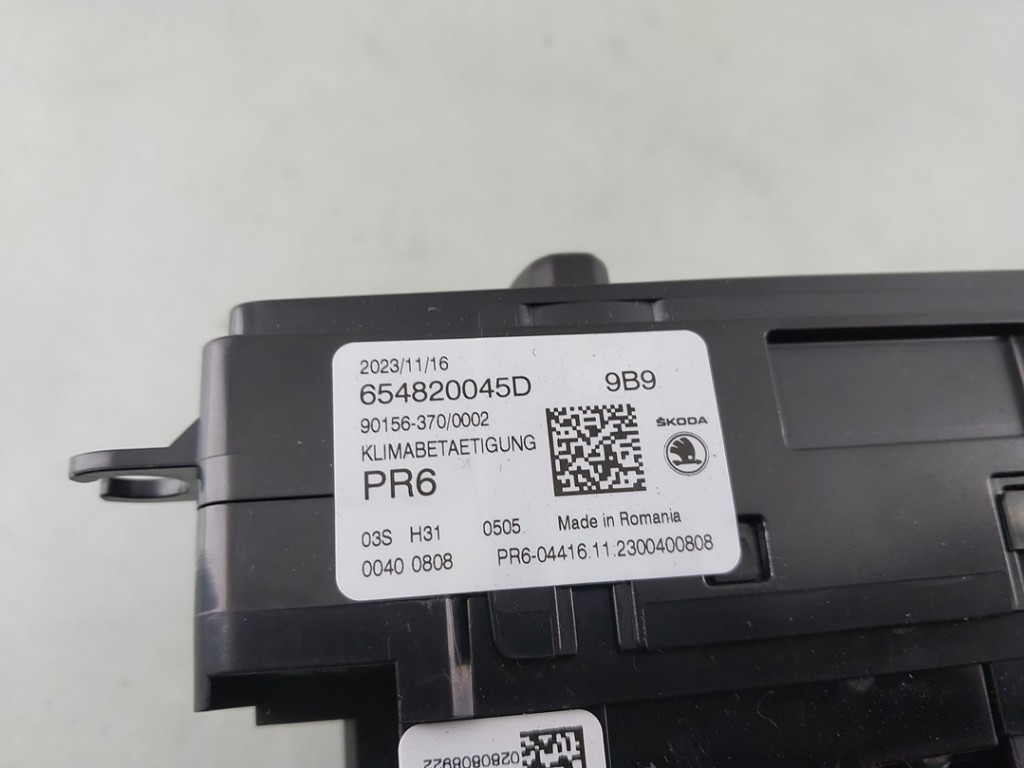 2023/11/16
654820045D 9B9
90156-370/0002
KLIMABETAETIGUNG
ŠKODA
PR6
03S H31 0505 Made in Romania
0040 0808 PR6-04416.11.2300400808
0280808922